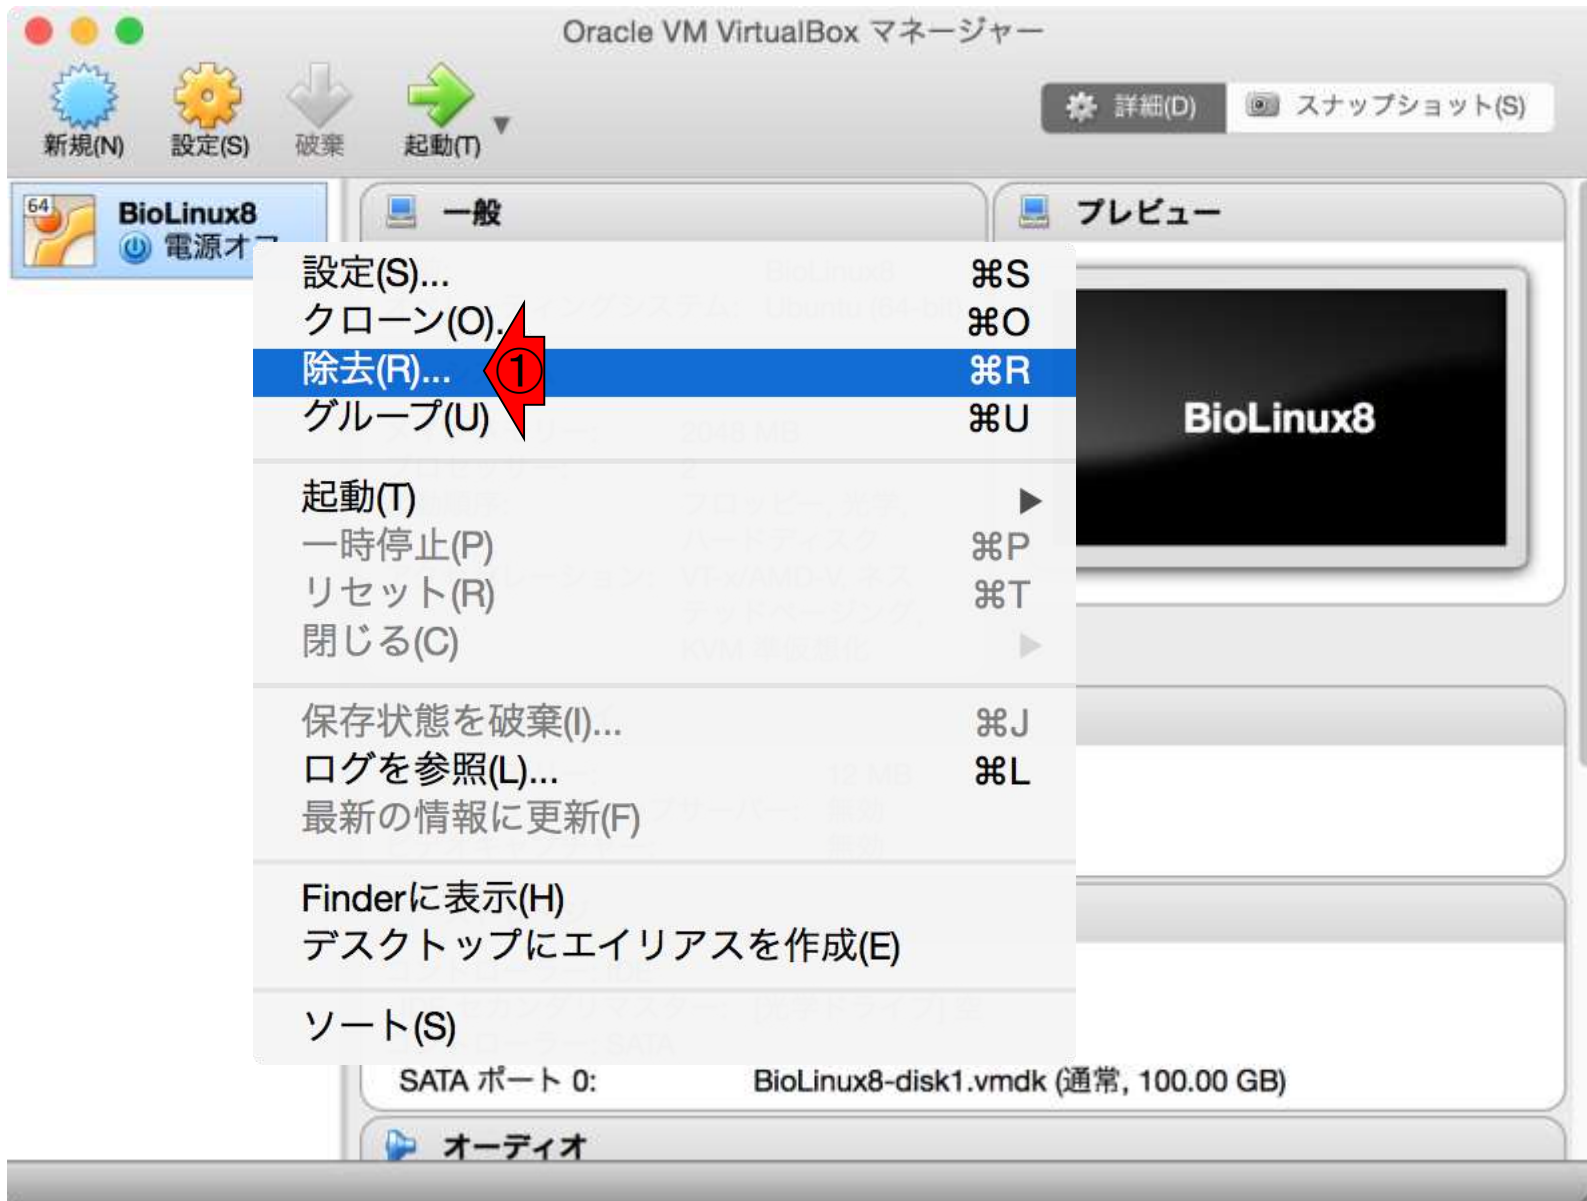 Oracle VM VirtualBox マネージャー
新規(N) 設定(S) 破棄 起動(T) 詳細(D) スナップショット(S)
64 BioLinux8
電源オフ
一般
プレビュー
設定(S)... ⌘S
クローン(O). ⌘O
除去(R)... ① ⌘R
グループ(U) ⌘U
起動(T) ▶
一時停止(P) ⌘P
リセット(R) ⌘T
閉じる(C) ▶
保存状態を破棄(I)... ⌘J
ログを参照(L)... ⌘L
最新の情報に更新(F)
Finderに表示(H)
デスクトップにエイリアスを作成(E)
ソート(S)
BioLinux8
SATA ポート 0: BioLinux8-disk1.vmdk (通常, 100.00 GB)
オーディオ